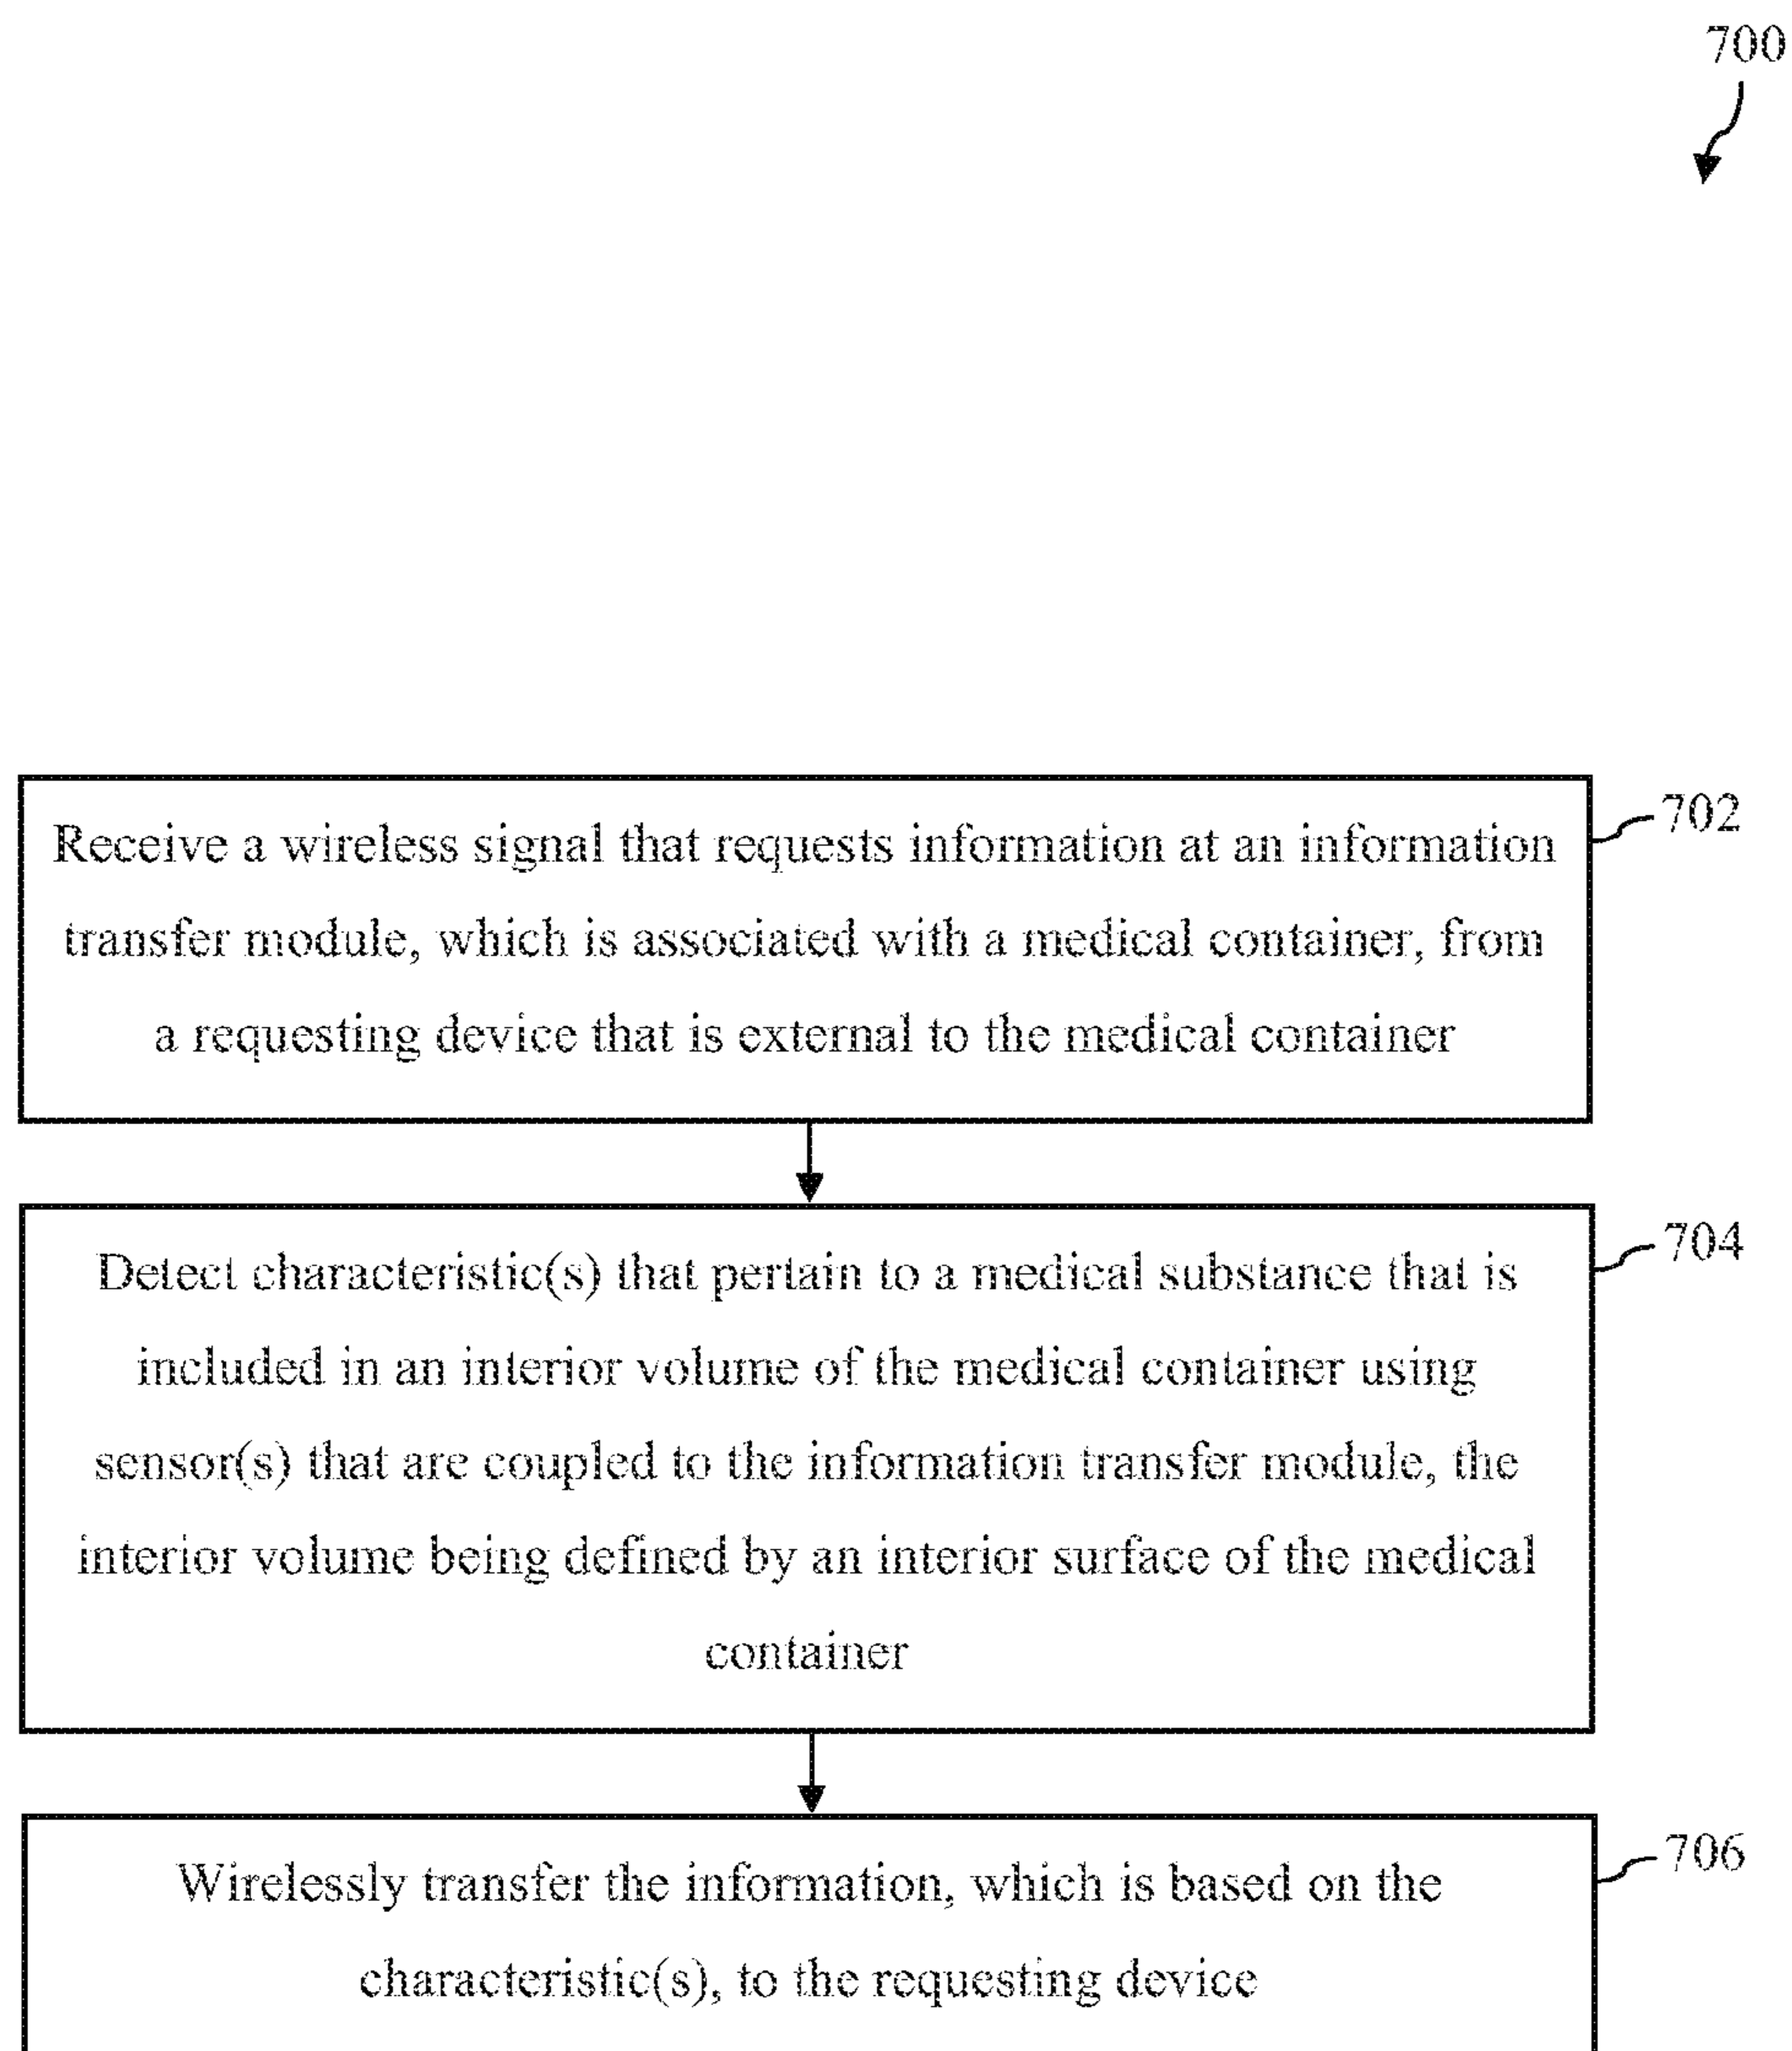 700
Receive a wireless signal that requests information at an information
702
transfer module, which is associated with a medical container, from
a requesting device that is external to the medical container
Detect characteristic(s) that pertain to a medical substance that is
704
included in an interior volume of the medical container using
sensor(s) that are coupled to the information transfer module, the
interior volume being defined by an interior surface of the medical
container
Wirelessly transfer the information, which is based on the
706
characteristic(s), to the requesting device